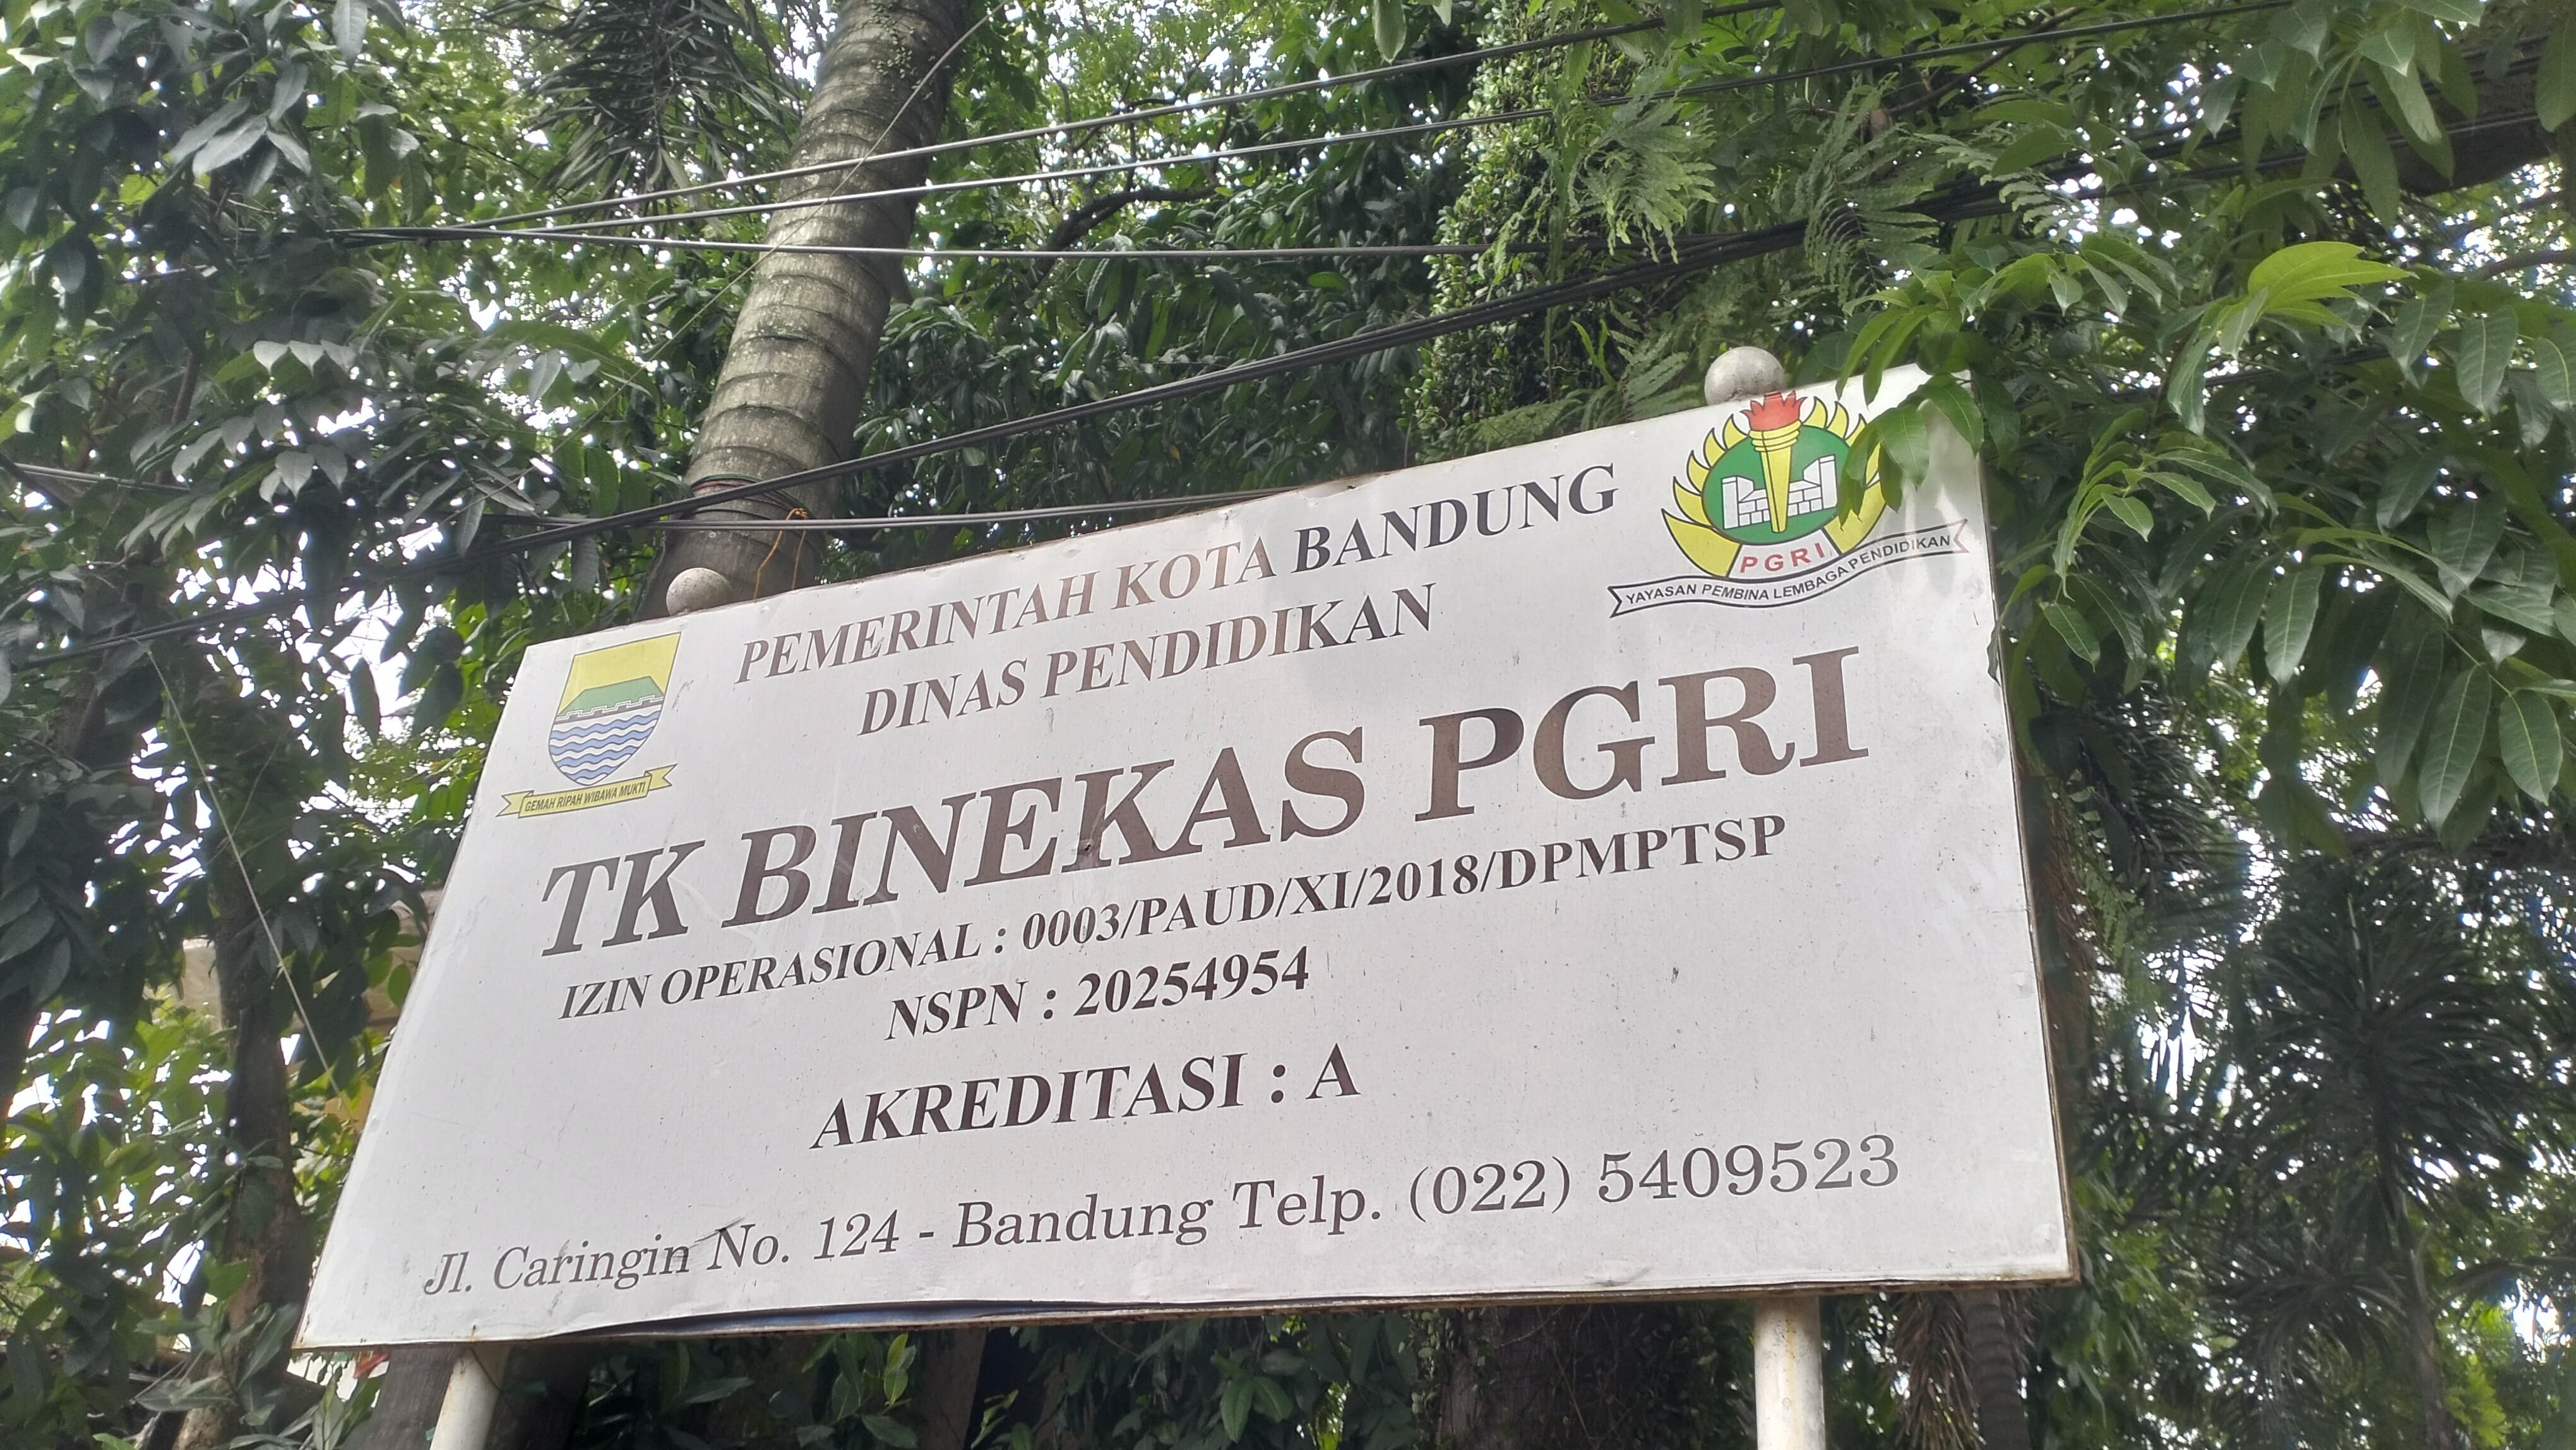 PEMERINTAH KOTA BANDUNG
DINAS PENDIDIKAN
GEMAH RIPAH WIBAWA MUKTI
PGRI
YAYASAN PEMBINA LEMBAGA PENDIDIKAN
TK BINEKAS PGRI
IZIN OPERASIONAL : 0003/PAUD/XI/2018/DPMPTSP
NSPN : 20254954
AKREDITASI : A
Jl. Caringin No. 124 - Bandung Telp. (022) 5409523